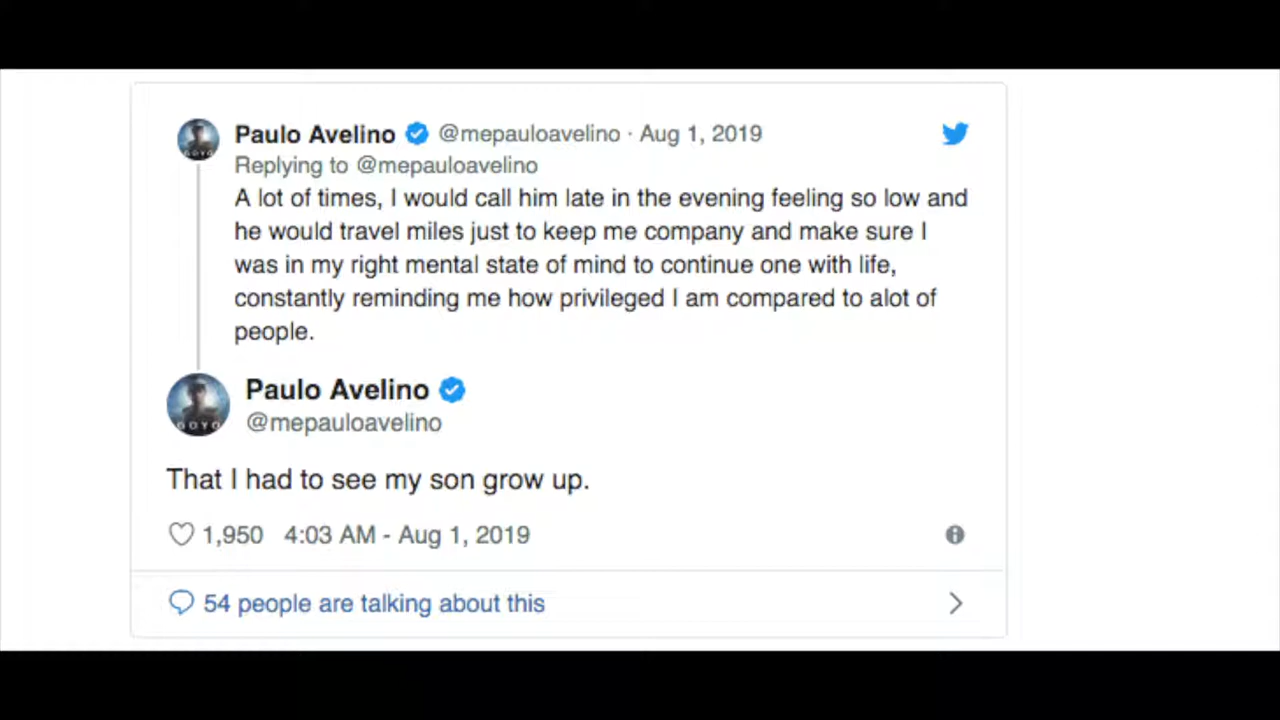 Paulo Avelino @mepauloavelino · Aug 1, 2019
Replying to @mepauloavelino
A lot of times, I would call him late in the evening feeling so low and
he would travel miles just to keep me company and make sure I
was in my right mental state of mind to continue one with life,
constantly reminding me how privileged I am compared to alot of
people.
GOYO
Paulo Avelino
@mepauloavelino
GOYO
That I had to see my son grow up.
1,950 4:03 AM - Aug 1, 2019
54 people are talking about this